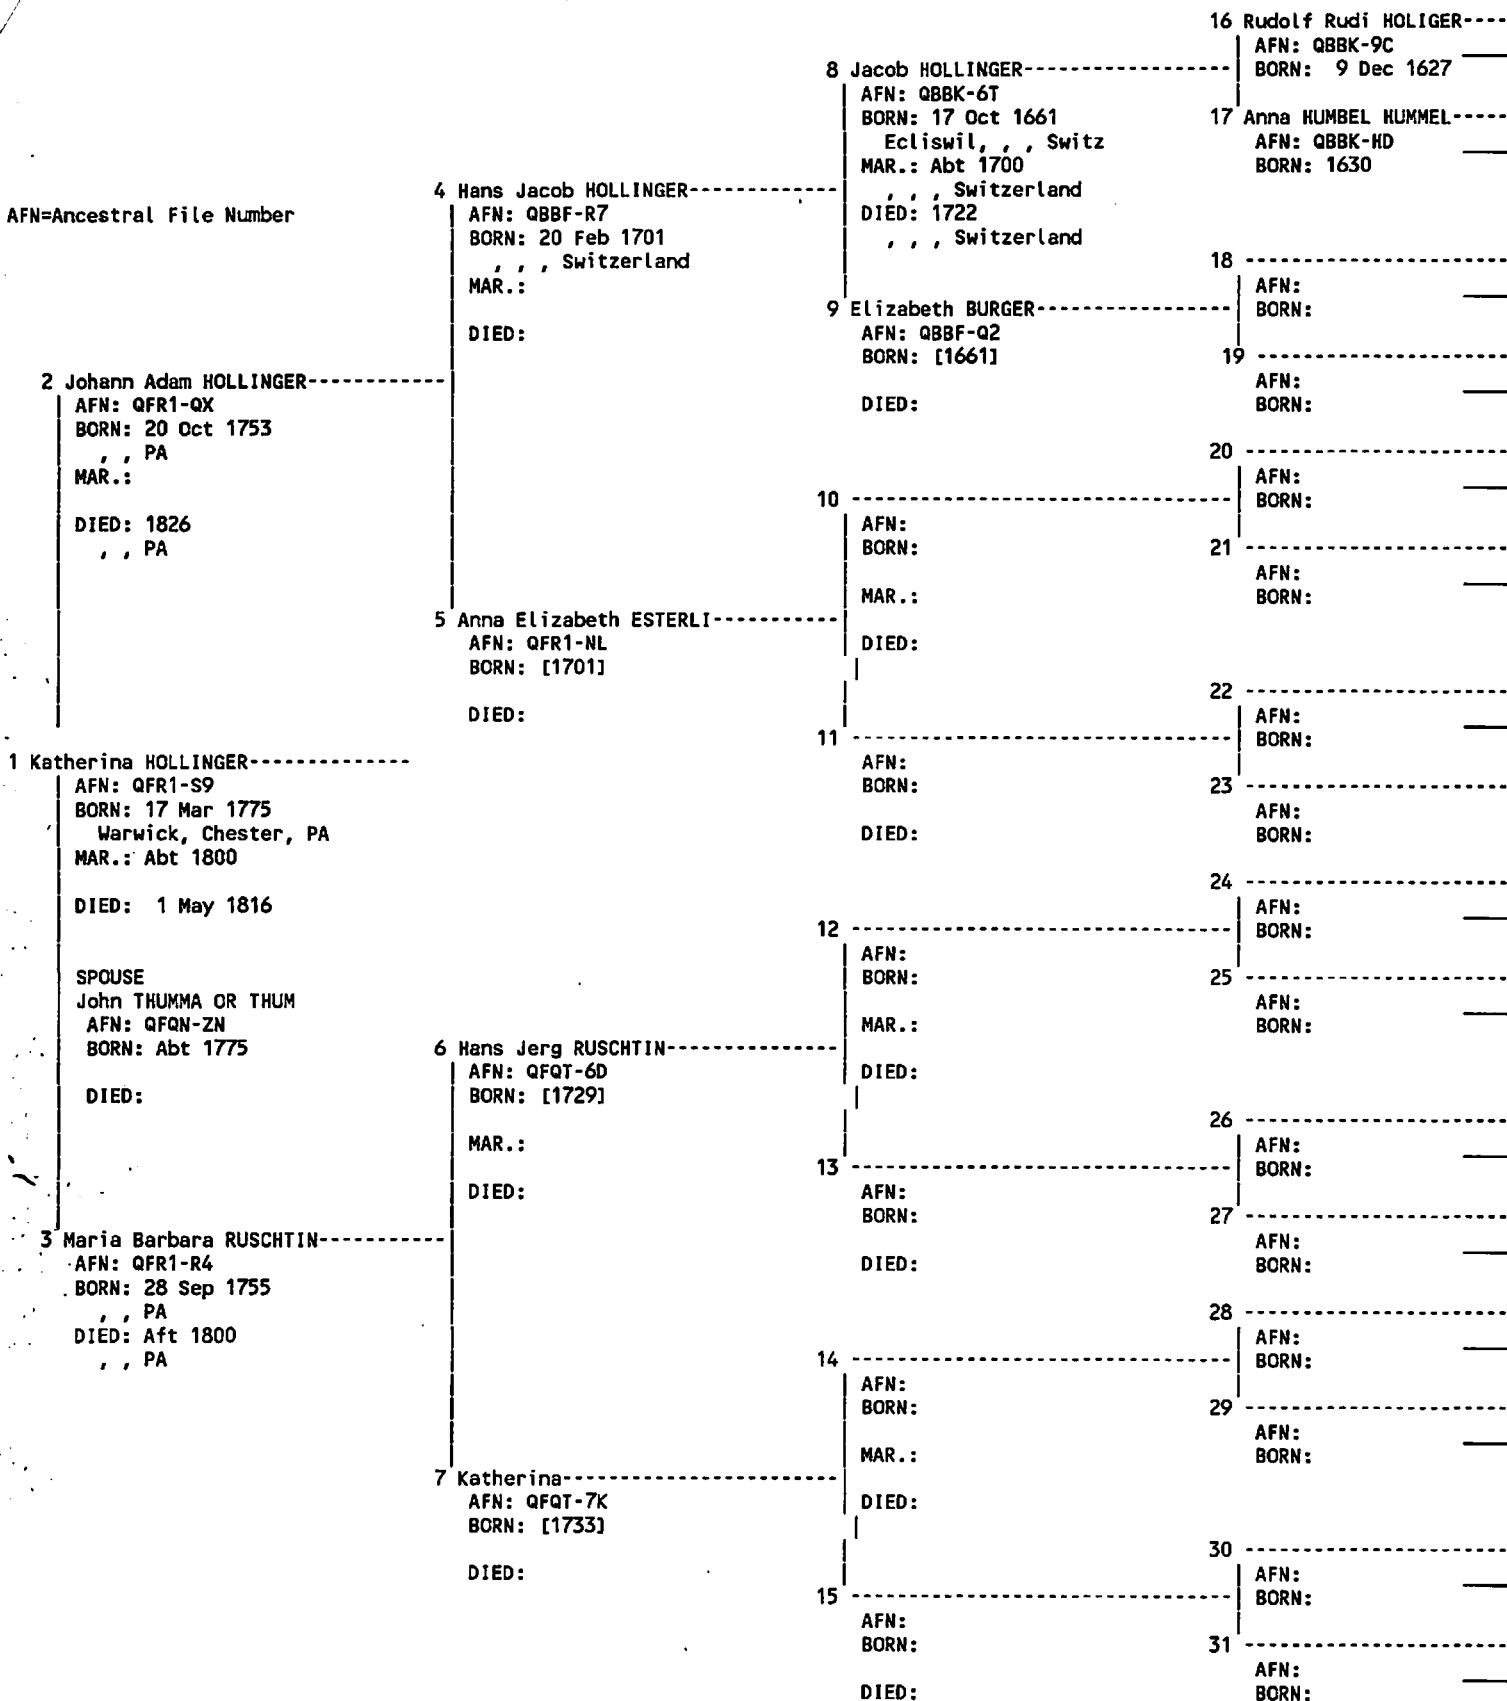 AFN=Ancestral File Number
1 Katherina HOLLINGER--------------
AFN: QFR1-S9
BORN: 17 Mar 1775
Warwick, Chester, PA
MAR.: Abt 1800
DIED: 1 May 1816
SPOUSE
John THUMMA OR THUM
AFN: QFQN-ZN
BORN: Abt 1775
DIED:
2 Johann Adam HOLLINGER------------
AFN: QFR1-QX
BORN: 20 Oct 1753
, , PA
MAR.:
DIED: 1826
, , PA
3 Maria Barbara RUSCHTIN-----------
AFN: QFR1-R4
BORN: 28 Sep 1755
, , PA
DIED: Aft 1800
, , PA
4 Hans Jacob HOLLINGER-------------
AFN: QBBF-R7
BORN: 20 Feb 1701
, , , Switzerland
MAR.:
DIED:
5 Anna Elizabeth ESTERLI-----------
AFN: QFR1-NL
BORN: [1701]
DIED:
6 Hans Jerg RUSCHTIN---------------
AFN: QFQT-6D
BORN: [1729]
MAR.:
DIED:
7 Katherina------------------------
AFN: QFQT-7K
BORN: [1733]
DIED:
8 Jacob HOLLINGER------------------
AFN: QBBK-6T
BORN: 17 Oct 1661
Ecliswil, , , Switz
MAR.: Abt 1700
, , , Switzerland
DIED: 1722
, , , Switzerland
9 Elizabeth BURGER-----------------
AFN: QBBF-Q2
BORN: [1661]
DIED:
10 ---------------------------------
AFN:
BORN:
MAR.:
DIED:
11 ---------------------------------
AFN:
BORN:
DIED:
12 ---------------------------------
AFN:
BORN:
MAR.:
DIED:
13 ---------------------------------
AFN:
BORN:
DIED:
14 ---------------------------------
AFN:
BORN:
MAR.:
DIED:
15 ---------------------------------
AFN:
BORN:
DIED:
16 Rudolf Rudi HOLIGER----
AFN: QBBK-9C
BORN: 9 Dec 1627
17 Anna HUMBEL HUMMEL-----
AFN: QBBK-HD
BORN: 1630
18 -----------------------
AFN:
BORN:
19 -----------------------
AFN:
BORN:
20 -----------------------
AFN:
BORN:
21 -----------------------
AFN:
BORN:
22 -----------------------
AFN:
BORN:
23 -----------------------
AFN:
BORN:
24 -----------------------
AFN:
BORN:
25 -----------------------
AFN:
BORN:
26 -----------------------
AFN:
BORN:
27 -----------------------
AFN:
BORN:
28 -----------------------
AFN:
BORN:
29 -----------------------
AFN:
BORN:
30 -----------------------
AFN:
BORN:
31 -----------------------
AFN:
BORN: